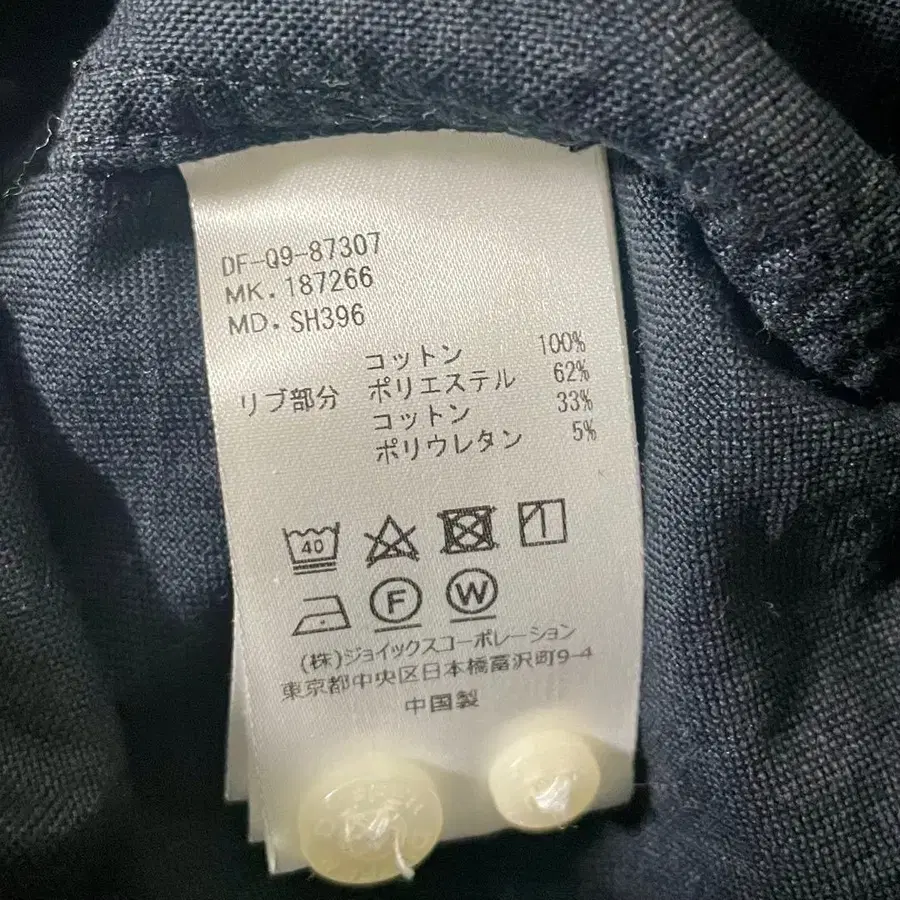 DF-Q9-87307
MK. 187266
MD. SH396
コットン 100%
リブ部分 ポリエステル 62%
コットン 33%
ポリウレタン 5%
40
F W
(株)ジョイックスコーポレーション
東京都中央区日本橋富沢町9-4
中国製